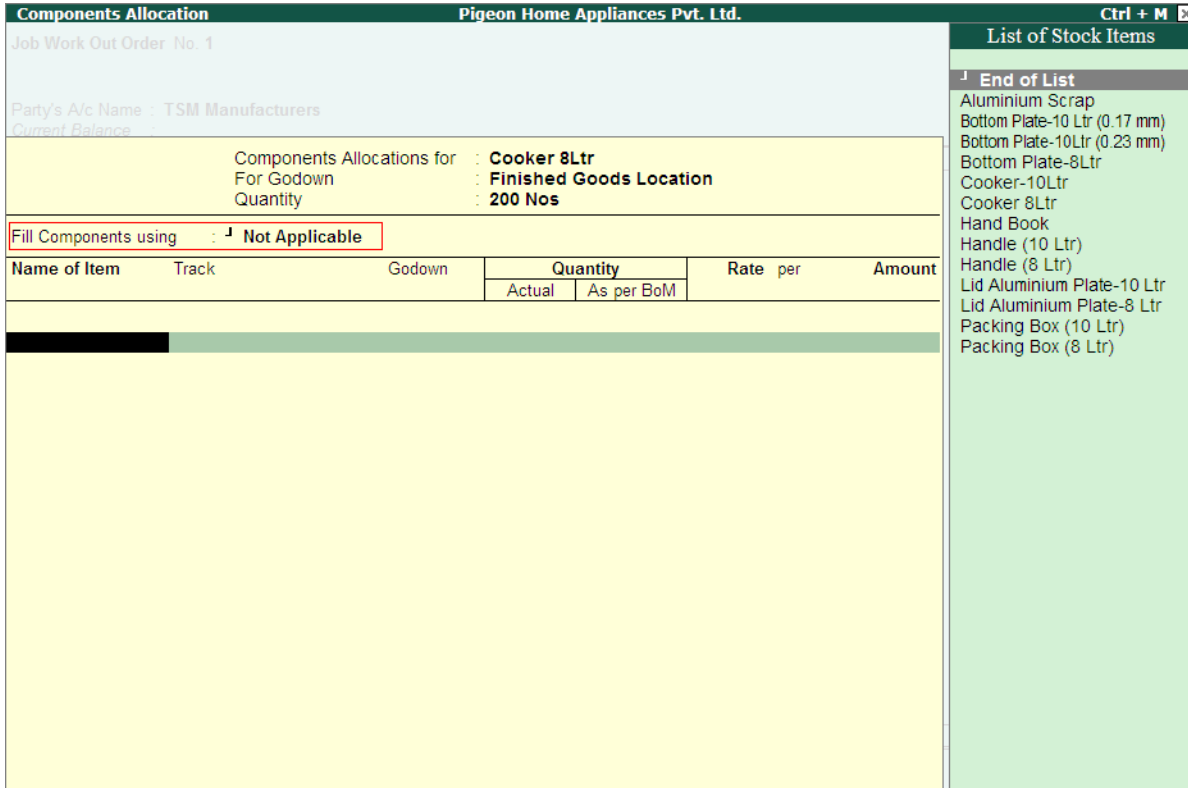 Components Allocation Pigeon Home Appliances Pvt. Ltd. Ctrl + M
Job Work Out Order No. 1
Party's A/c Name : TSM Manufacturers
Current Balance :
Components Allocations for : Cooker 8Ltr
For Godown : Finished Goods Location
Quantity : 200 Nos
Fill Components using : ┘ Not Applicable
Name of Item Track Godown Quantity Rate per Amount
Actual As per BoM
List of Stock Items
┘ End of List
Aluminium Scrap
Bottom Plate-10 Ltr (0.17 mm)
Bottom Plate-10Ltr (0.23 mm)
Bottom Plate-8Ltr
Cooker-10Ltr
Cooker 8Ltr
Hand Book
Handle (10 Ltr)
Handle (8 Ltr)
Lid Aluminium Plate-10 Ltr
Lid Aluminium Plate-8 Ltr
Packing Box (10 Ltr)
Packing Box (8 Ltr)